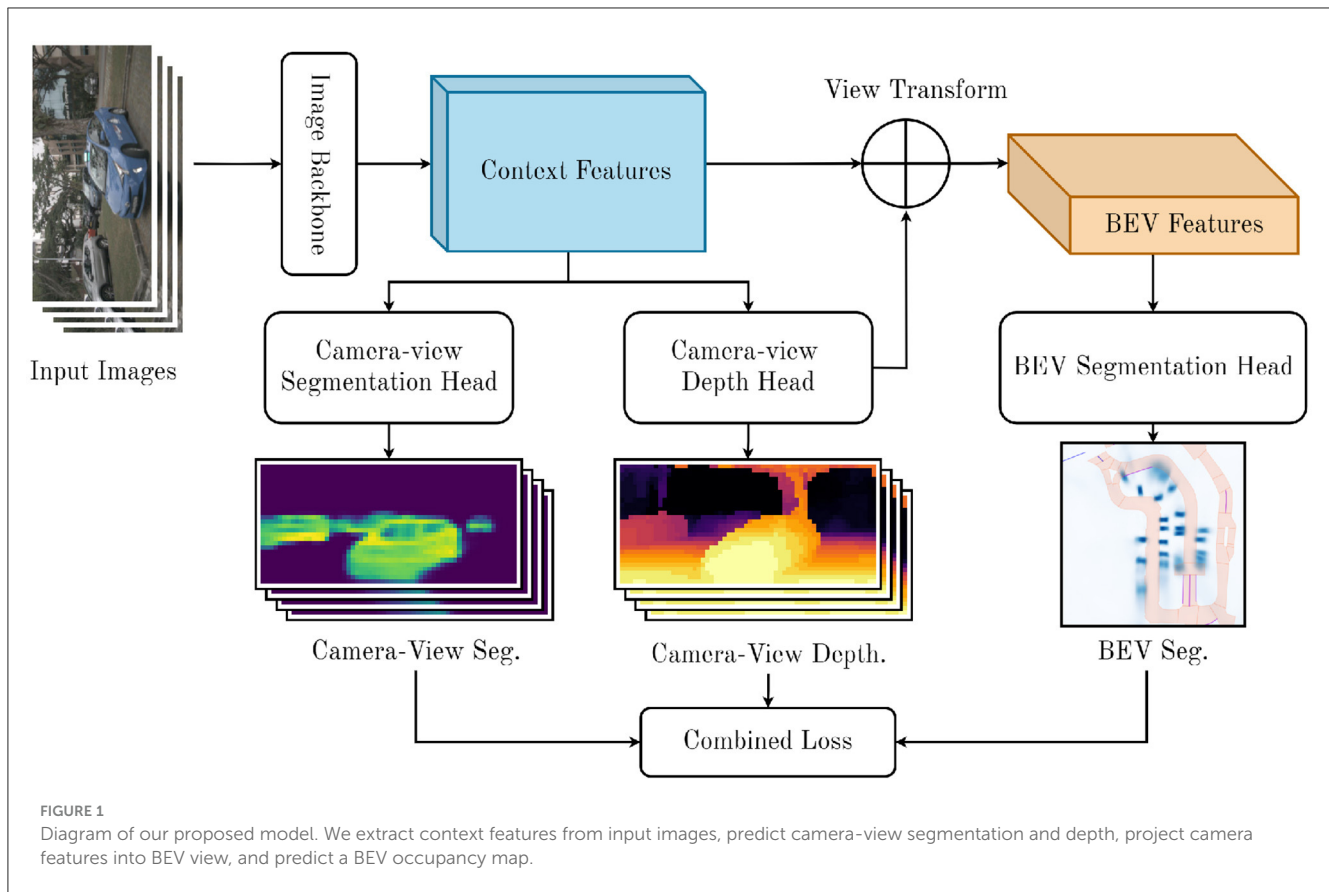 Input Images
Image Backbone
Context Features
View Transform
BEV Features
Camera-view
Segmentation Head
Camera-view
Depth Head
BEV Segmentation Head
Camera-View Seg.
Camera-View Depth.
BEV Seg.
Combined Loss
FIGURE 1
Diagram of our proposed model. We extract context features from input images, predict camera-view segmentation and depth, project camera
features into BEV view, and predict a BEV occupancy map.